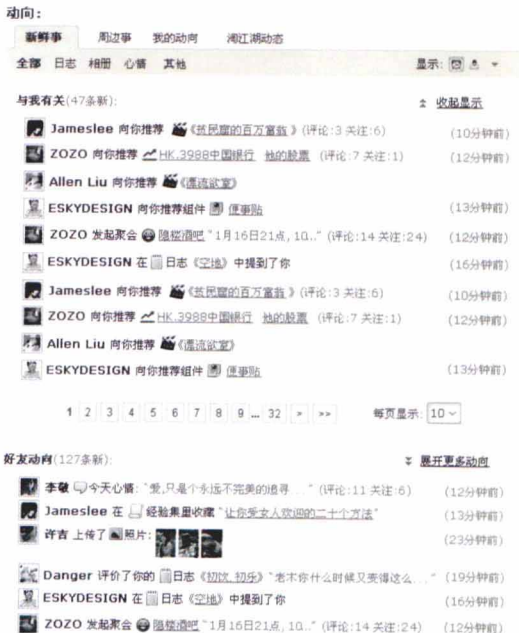 动向:
新鲜事 周边事 我的动向 淘江湖动态
全部 日志 相册 心情 其他 显示:
与我有关(47条新): 收起显示
Jameslee 向你推荐 《贫民窟的百万富翁》(评论:3 关注:6) (10分钟前)
ZOZO 向你推荐 HK.3988中国银行 他的股票 (评论:7 关注:1) (12分钟前)
Allen Liu 向你推荐 《漂流欲室》
ESKYDESIGN 向你推荐组件 便事贴 (13分钟前)
ZOZO 发起聚会 隐楼酒吧 "1月16日21点, 10..." (评论:14 关注:24) (12分钟前)
ESKYDESIGN 在 日志《空地》中提到了你 (16分钟前)
Jameslee 向你推荐 《贫民窟的百万富翁》(评论:3 关注:6) (10分钟前)
ZOZO 向你推荐 HK.3988中国银行 他的股票 (评论:7 关注:1) (12分钟前)
Allen Liu 向你推荐 《漂流欲室》
ESKYDESIGN 向你推荐组件 便事贴 (13分钟前)
1 2 3 4 5 6 7 8 9 ... 32 > >> 每页显示: 10
好友动向(127条新): 展开更多动向
李敬 今天心情: "爱,只是个永远不完美的追寻 ..." (评论:11 关注:6) (12分钟前)
Jameslee 在 经验集里收藏 "让你受女人欢迎的二十个方法" (13分钟前)
许吉 上传了 照片: (23分钟前)
Danger 评价了你的 日志《初饮.初乐》"老木你什么时候又变得这么..." (19分钟前)
ESKYDESIGN 在 日志《空地》中提到了你 (16分钟前)
ZOZO 发起聚会 隐楼酒吧 "1月16日21点, 10..." (评论:14 关注:24) (12分钟前)